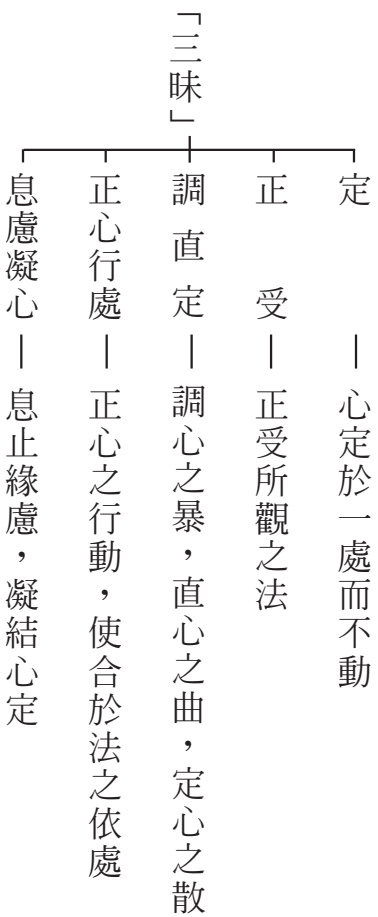 「三昧」
定 — 心定於一處而不動
正受 — 正受所觀之法
調直定 — 調心之暴，直心之曲，定心之散
正心行處 — 正心之行動，使合於法之依處
息慮凝心 — 息止緣慮，凝結心定